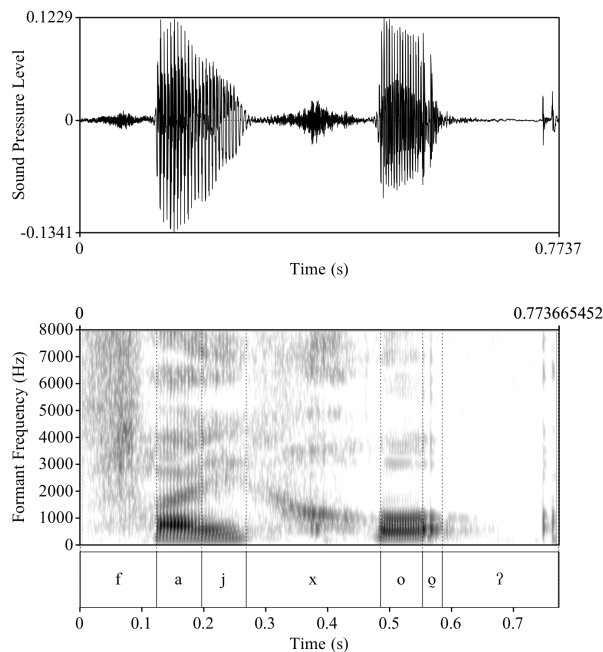 0.1229
Sound Pressure Level
0
-0.1341
0 0.7737
Time (s)
0 0.773665452
8000
7000
6000
5000
4000
3000
2000
1000
0
Formant Frequency (Hz)
f a j x o o̰ ʔ
0 0.1 0.2 0.3 0.4 0.5 0.6 0.7
Time (s)